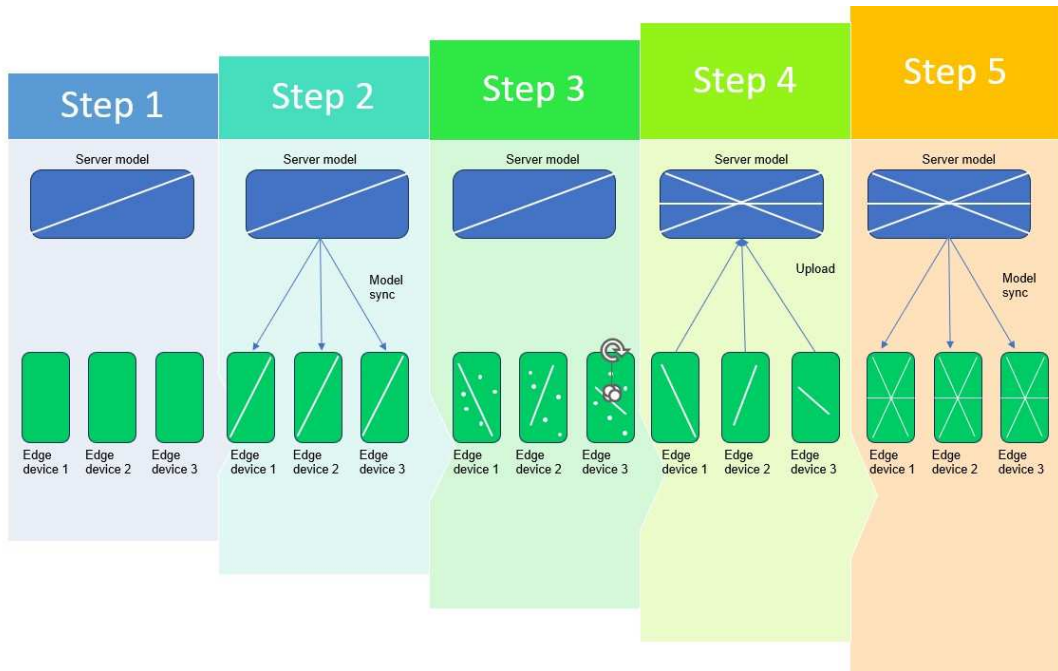 Step 1
Server model
Edge
device 1
Edge
device 2
Edge
device 3
Step 2
Server model
Model
sync
Edge
device 1
Edge
device 2
Edge
device 3
Step 3
Server model
Edge
device 1
Edge
device 2
Edge
device 3
Step 4
Server model
Upload
Edge
device 1
Edge
device 2
Edge
device 3
Step 5
Server model
Model
sync
Edge
device 1
Edge
device 2
Edge
device 3